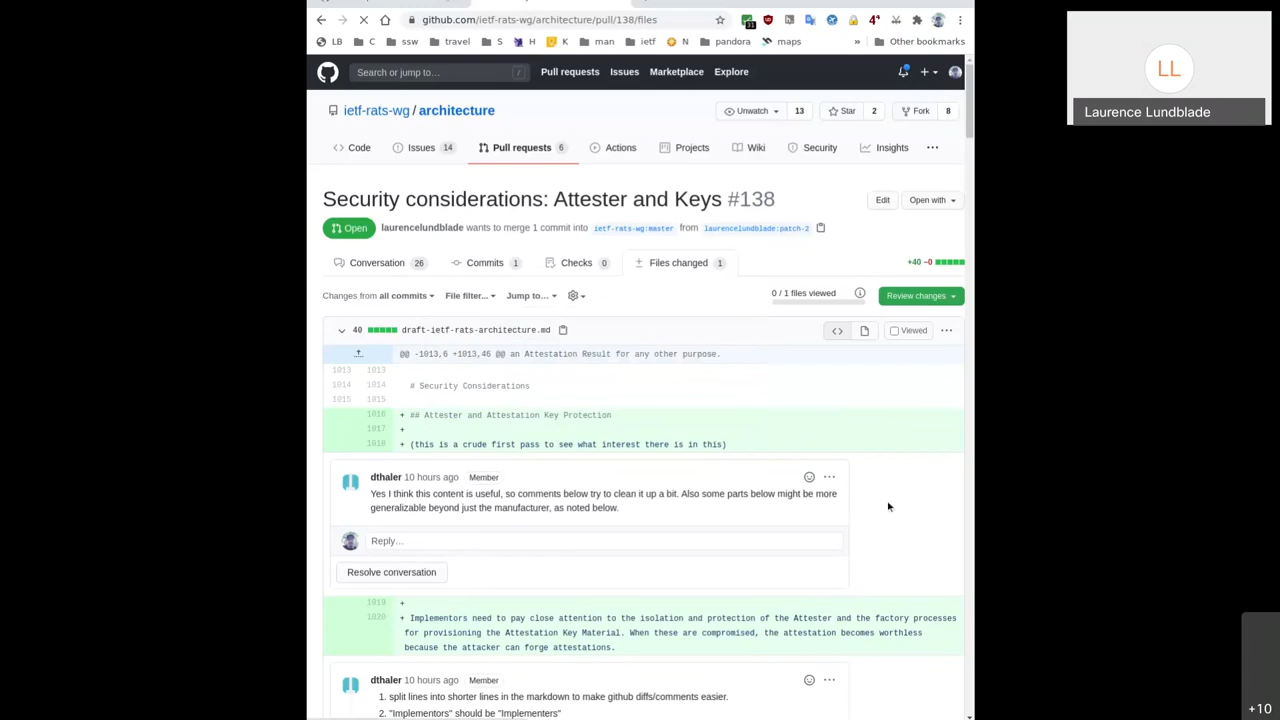 github.com/ietf-rats-wg/architecture/pull/138/files
LB C ssw travel S H K man ietf N pandora maps » Other bookmarks
LL
Laurence Lundblade
Search or jump to… /
Pull requests Issues Marketplace Explore
ietf-rats-wg / architecture
Unwatch 13 Star 2 Fork 8
Code Issues 14 Pull requests 6 Actions Projects Wiki Security Insights
Security considerations: Attester and Keys #138
Edit Open with
Open laurencelundblade wants to merge 1 commit into ietf-rats-wg:master from laurencelundblade:patch-2
Conversation 26 Commits 1 Checks 0 Files changed 1 +40 −0
Changes from all commits File filter... Jump to… 0 / 1 files viewed Review changes
40 draft-ietf-rats-architecture.md Viewed
@@ -1013,6 +1013,46 @@ an Attestation Result for any other purpose.
1013 1013
1014 1014 # Security Considerations
1015 1015
1016 + ## Attester and Attestation Key Protection
1017 +
1018 + (this is a crude first pass to see what interest there is in this)
dthaler 10 hours ago Member
Yes I think this content is useful, so comments below try to clean it up a bit. Also some parts below might be more
generalizable beyond just the manufacturer, as noted below.
Reply…
Resolve conversation
1019 +
1020 + Implementors need to pay close attention to the isolation and protection of the Attester and the factory processes
for provisioning the Attestation Key Material. When these are compromised, the attestation becomes worthless
because the attacker can forge attestations.
dthaler 10 hours ago Member
1. split lines into shorter lines in the markdown to make github diffs/comments easier.
2. "Implementors" should be "Implementers"
+10